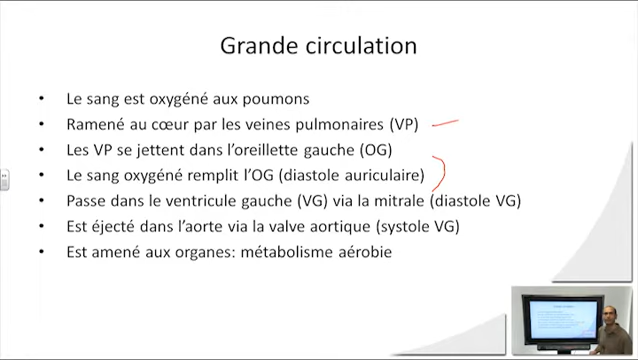 Grande circulation
• Le sang est oxygéné aux poumons
• Ramené au cœur par les veines pulmonaires (VP)
• Les VP se jettent dans l'oreillette gauche (OG)
• Le sang oxygéné remplit l'OG (diastole auriculaire)
• Passe dans le ventricule gauche (VG) via la mitrale (diastole VG)
• Est éjecté dans l'aorte via la valve aortique (systole VG)
• Est amené aux organes: métabolisme aérobie